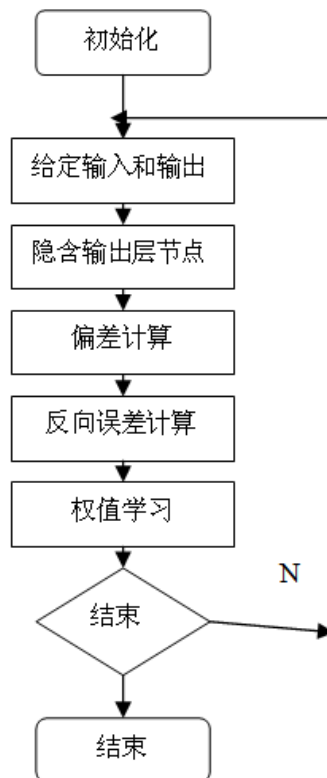 初始化
给定输入和输出
隐含输出层节点
偏差计算
反向误差计算
权值学习
N
结束
结束